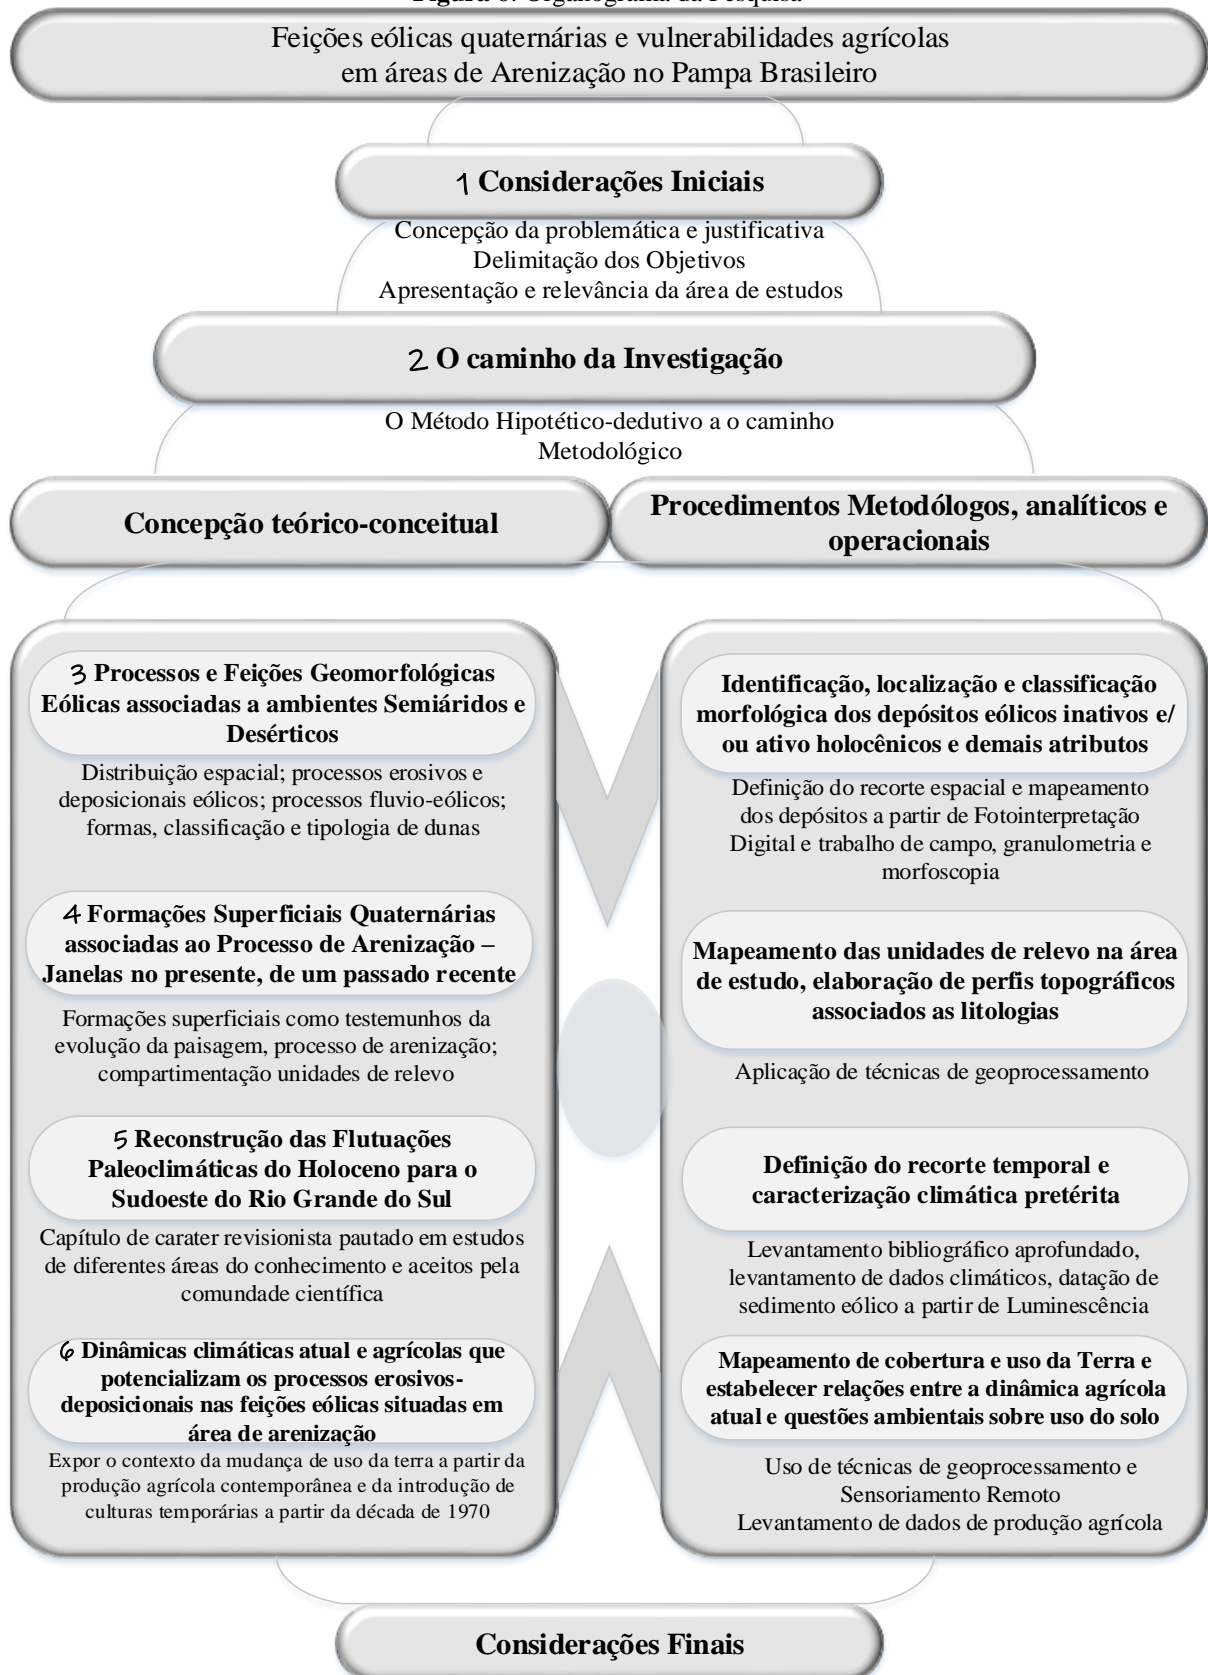 Figura 6: Organograma da Pesquisa
Feições eólicas quaternárias e vulnerabilidades agrícolas
em áreas de Arenização no Pampa Brasileiro
1 Considerações Iniciais
Concepção da problemática e justificativa
Delimitação dos Objetivos
Apresentação e relevância da área de estudos
2 O caminho da Investigação
O Método Hipotético-dedutivo a o caminho
Metodológico
Concepção teórico-conceitual
Procedimentos Metodólogos, analíticos e
operacionais
3 Processos e Feições Geomorfológicas
Eólicas associadas a ambientes Semiáridos e
Desérticos
Distribuição espacial; processos erosivos e
deposicionais eólicos; processos fluvio-eólicos;
formas, classificação e tipologia de dunas
4 Formações Superficiais Quaternárias
associadas ao Processo de Arenização –
Janelas no presente, de um passado recente
Formações superficiais como testemunhos da
evolução da paisagem, processo de arenização;
compartimentação unidades de relevo
5 Reconstrução das Flutuações
Paleoclimáticas do Holoceno para o
Sudoeste do Rio Grande do Sul
Capítulo de carater revisionista pautado em estudos
de diferentes áreas do conhecimento e aceitos pela
comunidade científica
6 Dinâmicas climáticas atual e agrícolas que
potencializam os processos erosivos-
deposicionais nas feições eólicas situadas em
área de arenização
Expor o contexto da mudança de uso da terra a partir da
produção agrícola contemporânea e da introdução de
culturas temporárias a partir da década de 1970
Identificação, localização e classificação
morfológica dos depósitos eólicos inativos e/
ou ativo holocênicos e demais atributos
Definição do recorte espacial e mapeamento
dos depósitos a partir de Fotointerpretação
Digital e trabalho de campo, granulometria e
morfoscopia
Mapeamento das unidades de relevo na área
de estudo, elaboração de perfis topográficos
associados as litologias
Aplicação de técnicas de geoprocessamento
Definição do recorte temporal e
caracterização climática pretérita
Levantamento bibliográfico aprofundado,
levantamento de dados climáticos, datação de
sedimento eólico a partir de Luminescência
Mapeamento de cobertura e uso da Terra e
estabelecer relações entre a dinâmica agrícola
atual e questões ambientais sobre uso do solo
Uso de técnicas de geoprocessamento e
Sensoriamento Remoto
Levantamento de dados de produção agrícola
Considerações Finais